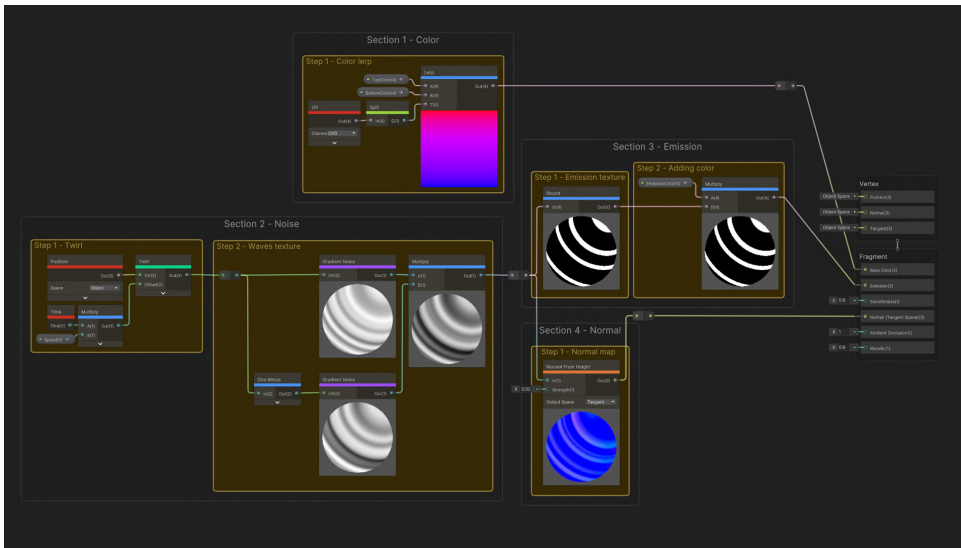 Section 1 - Color
Step 1 - Color lerp
TopColor(4)
BottomColor(4)
Lerp
A(4)
B(4)
T(4)
Out(4)
UV
Out(4)
Channel UV0
Split
In(4)
G(1)
Section 2 - Noise
Step 1 - Twirl
Position
Out(3)
Space
Object
Twirl
UV(2)
Offset(2)
Out(2)
Time
Time(1)
Multiply
A(1)
B(1)
Out(1)
Speed(1)
Step 2 - Waves texture
Gradient Noise
UV(2)
Out(1)
Multiply
A(1)
B(1)
Out(1)
One Minus
In(2)
Out(2)
Gradient Noise
UV(2)
Out(1)
Section 3 - Emission
Step 1 - Emission texture
Round
In(4)
Out(4)
Step 2 - Adding color
EmissionColor(4)
Multiply
A(4)
B(4)
Out(4)
Section 4 - Normal
Step 1 - Normal map
Normal From Height
In(1)
Strength(1)
Out(3)
X 0.02
Output Space
Tangent
Vertex
Object Space
Position(3)
Object Space
Normal(3)
Object Space
Tangent(3)
Fragment
Base Color(3)
Emission(3)
X 0.9
Smoothness(1)
Normal (Tangent Space)(3)
X 1
Ambient Occlusion(1)
X 0.8
Metallic(1)